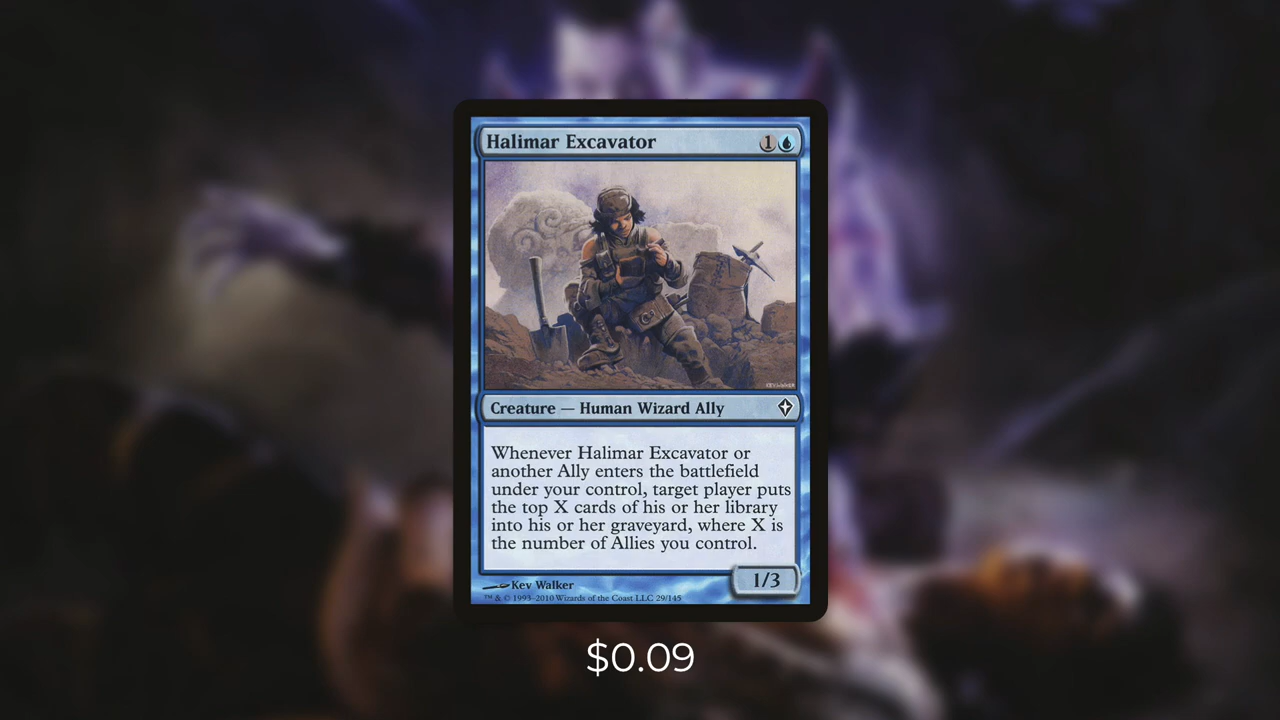 Halimar Excavator
1
Creature — Human Wizard Ally
Whenever Halimar Excavator or
another Ally enters the battlefield
under your control, target player puts
the top X cards of his or her library
into his or her graveyard, where X is
the number of Allies you control.
1/3
Kev Walker
™ & © 1993–2010 Wizards of the Coast LLC 29/145
$0.09